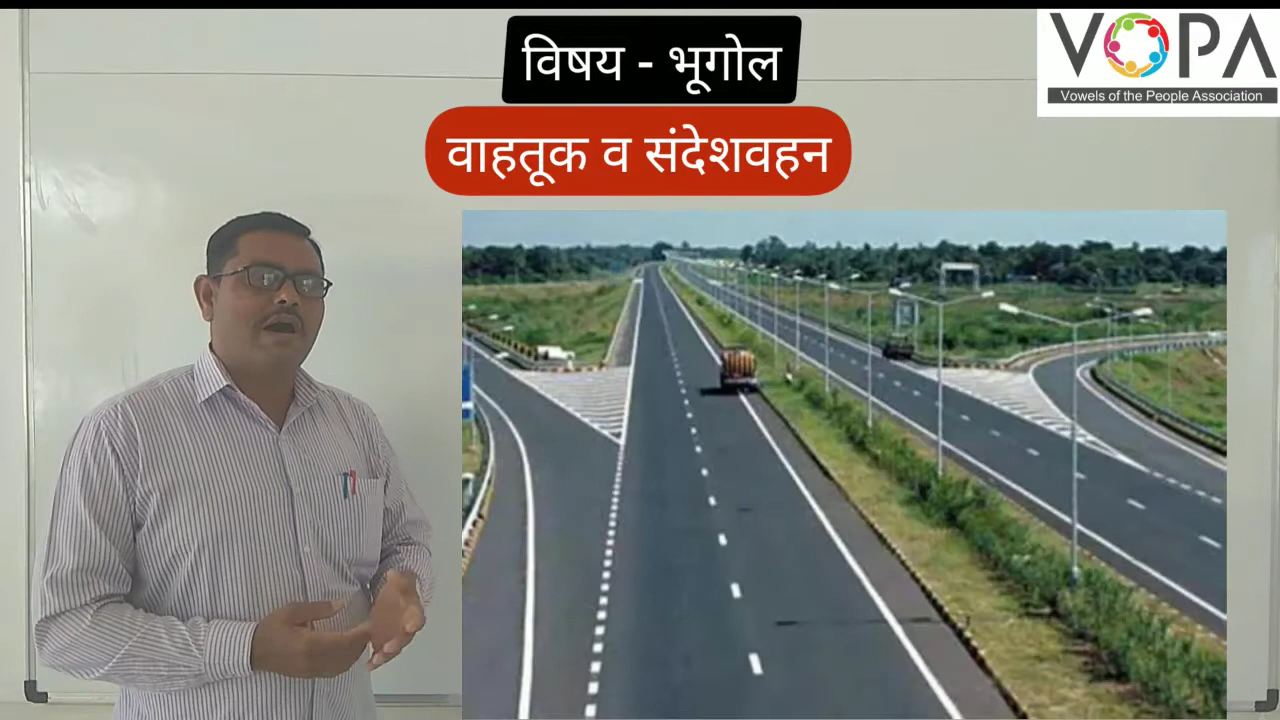 विषय - भूगोल
VOPA
Vowels of the People Association
वाहतूक व संदेशवहन